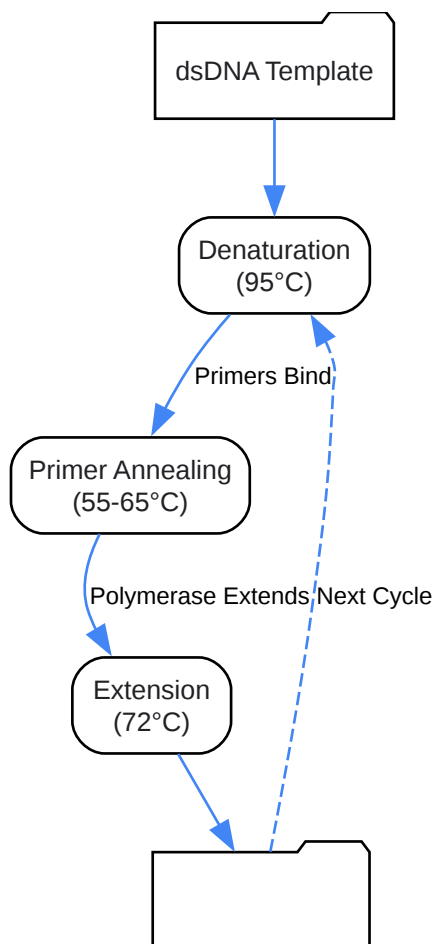 dsDNA Template
Denaturation
(95°C)
Primers Bind
Primer Annealing
(55-65°C)
Polymerase Extends
Next Cycle
Extension
(72°C)